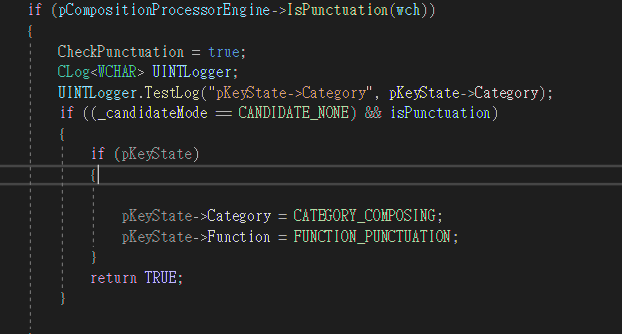 if (pCompositionProcessorEngine->IsPunctuation(wch))
{
CheckPunctuation = true;
CLog<WCHAR> UINTLogger;
UINTLogger.TestLog("pKeyState->Category", pKeyState->Category);
if ((_candidateMode == CANDIDATE_NONE) && isPunctuation)
{
if (pKeyState)
{
pKeyState->Category = CATEGORY_COMPOSING;
pKeyState->Function = FUNCTION_PUNCTUATION;
}
return TRUE;
}